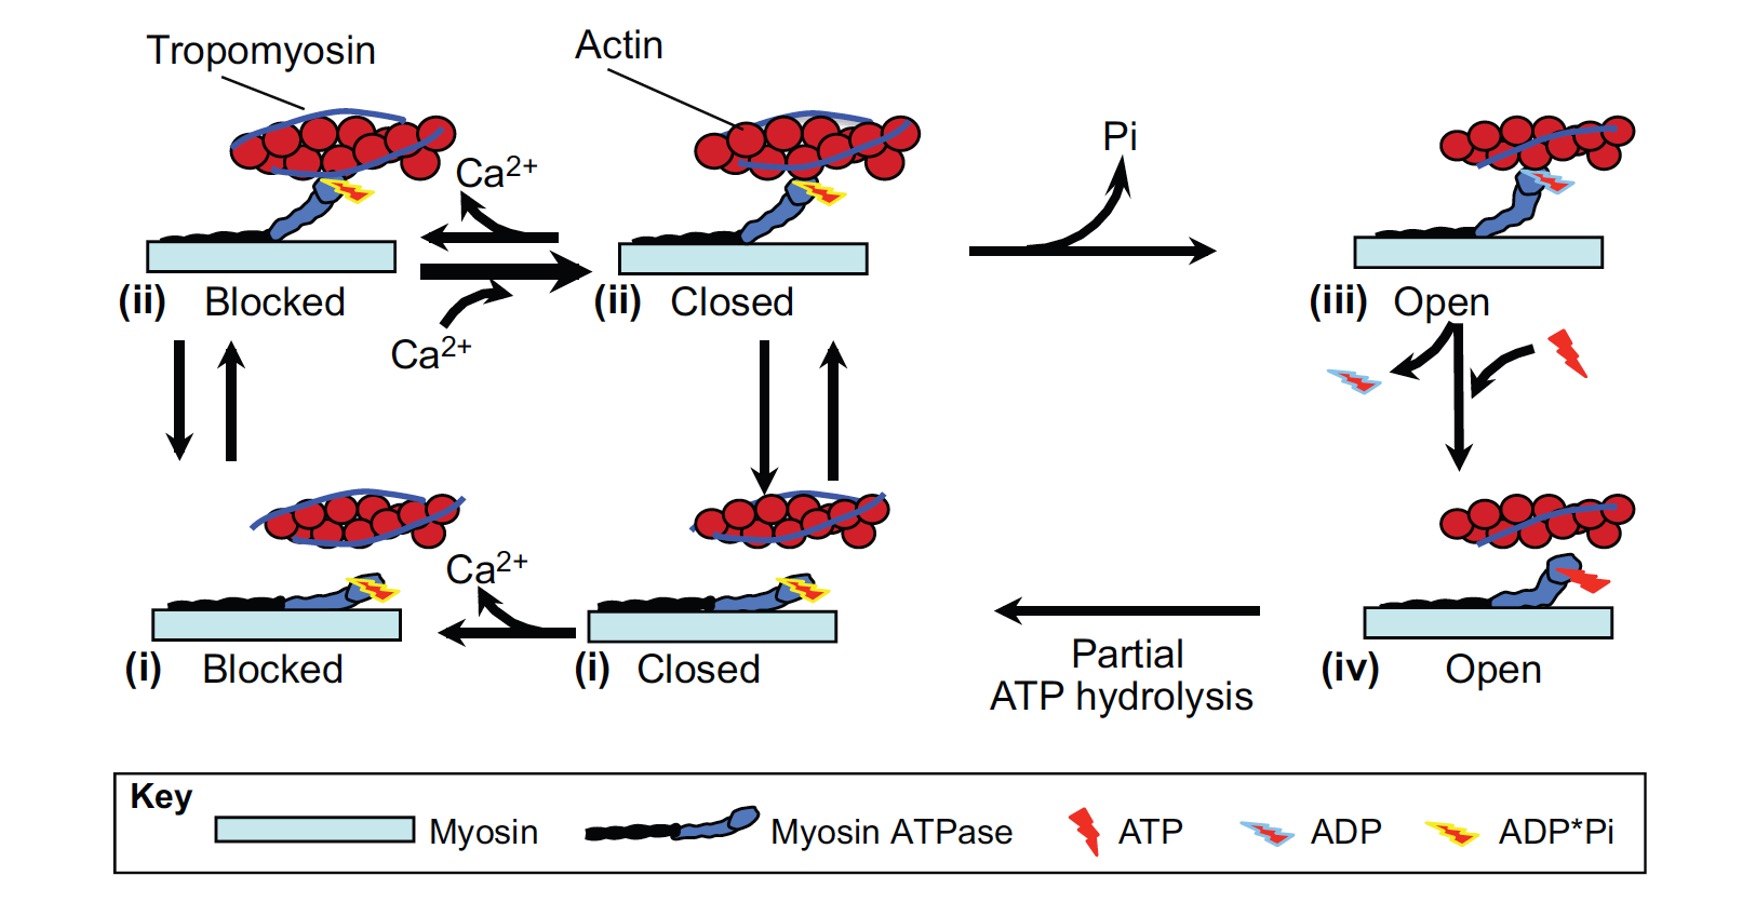 Tropomyosin
Actin
Ca2+
Pi
(ii) Blocked
(ii) Closed
(iii) Open
Ca2+
Ca2+
(i) Blocked
(i) Closed
Partial
ATP hydrolysis
(iv) Open
Key
Myosin
Myosin ATPase
ATP
ADP
ADP*Pi